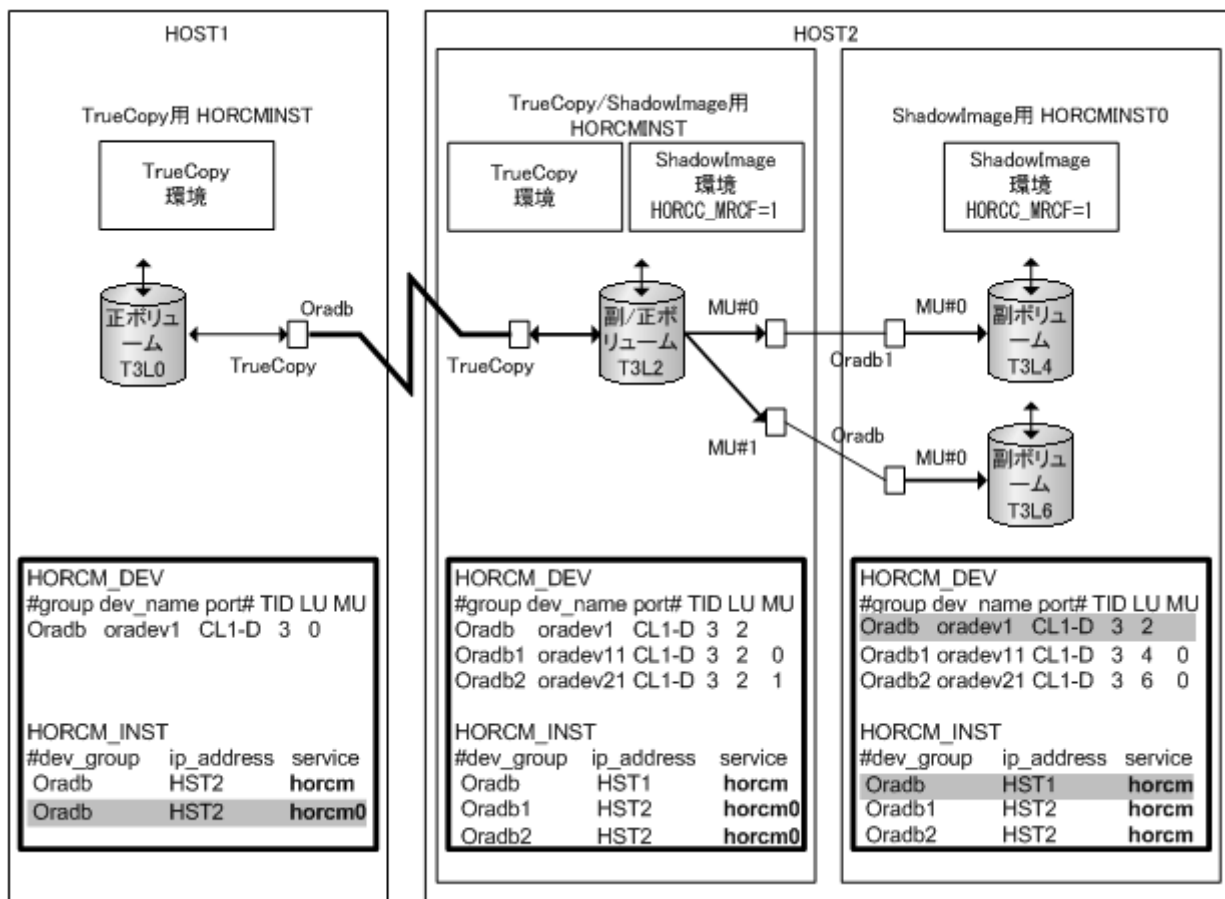 HOST1
TrueCopy用 HORCMINST
TrueCopy
環境
正ボリュ
ーム
T3L0
Oradb
TrueCopy
HORCM_DEV
#group dev_name port# TID LU MU
Oradb oradev1 CL1-D 3 0
HORCM_INST
#dev_group ip_address service
Oradb HST2 horcm
Oradb HST2 horcm0
HOST2
TrueCopy/ShadowImage用
HORCMINST
TrueCopy
環境
ShadowImage
環境
HORCC_MRCF=1
TrueCopy
副/正ボ
リューム
T3L2
MU#0
MU#1
Oradb1
Oradb
HORCM_DEV
#group dev_name port# TID LU MU
Oradb oradev1 CL1-D 3 2
Oradb1 oradev11 CL1-D 3 2 0
Oradb2 oradev21 CL1-D 3 2 1
HORCM_INST
#dev_group ip_address service
Oradb HST1 horcm
Oradb1 HST2 horcm0
Oradb2 HST2 horcm0
ShadowImage用 HORCMINST0
ShadowImage
環境
HORCC_MRCF=1
MU#0
副ボリュ
ーム
T3L4
MU#0
副ボリュ
ーム
T3L6
HORCM_DEV
#group dev_name port# TID LU MU
Oradb oradev1 CL1-D 3 2
Oradb1 oradev11 CL1-D 3 4 0
Oradb2 oradev21 CL1-D 3 6 0
HORCM_INST
#dev_group ip_address service
Oradb HST1 horcm
Oradb1 HST2 horcm
Oradb2 HST2 horcm